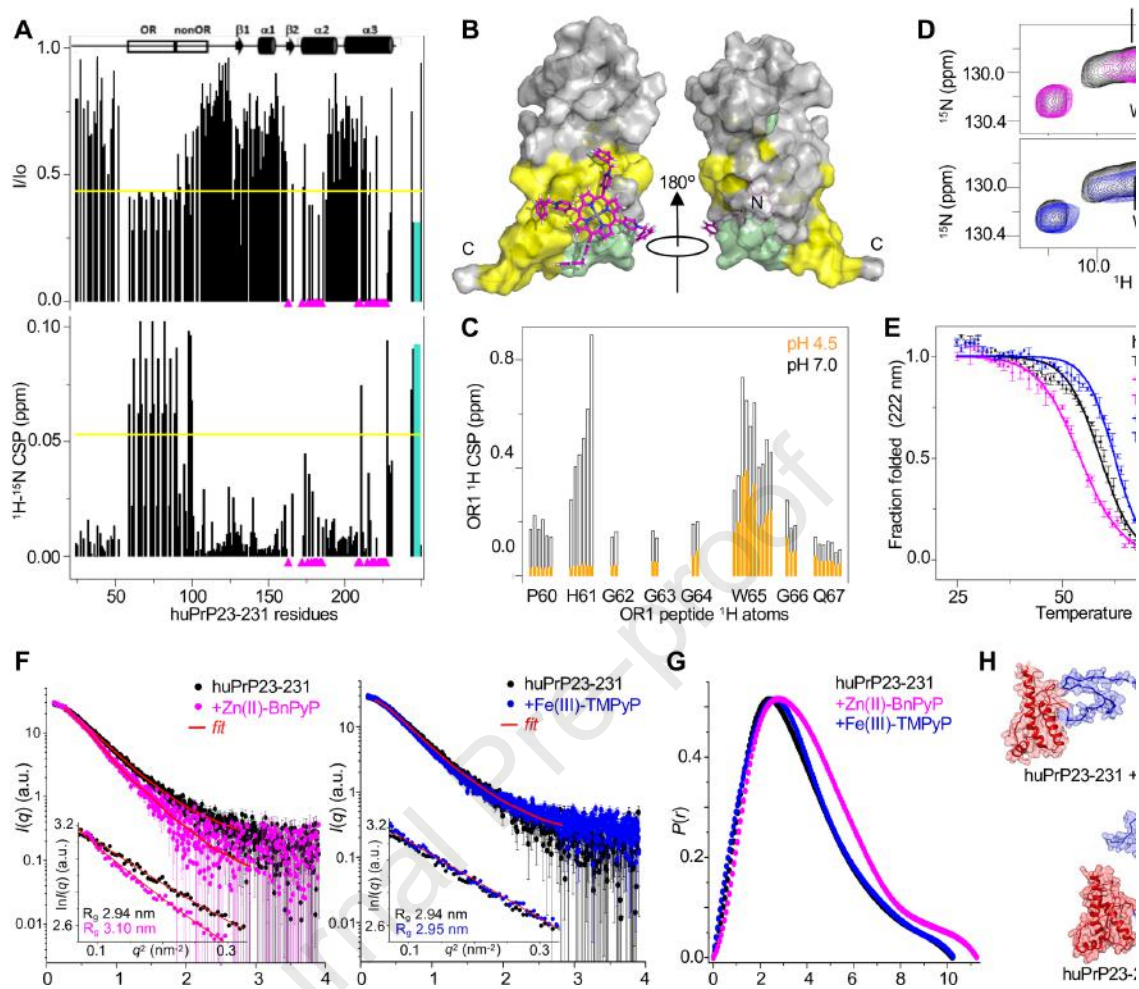 A
OR nonOR β1 α1 β2 α2 α3
I/Io
1.0
0.5
0.0
¹H-¹⁵N CSP (ppm)
0.10
0.05
0.00
50 100 150 200
huPrP23-231 residues
B
180º
N
C
C
C
pH 4.5
pH 7.0
OR1 ¹H CSP (ppm)
0.8
0.4
0.0
P60 H61 G62 G63 G64 W65 G66 Q67
OR1 peptide ¹H atoms
D
¹⁵N (ppm)
130.0
130.4
W
¹⁵N (ppm)
130.0
130.4
W
10.0
¹H
E
Fraction folded (222 nm)
1.0
0.5
0.0
25 50
Temperature
h
T
+
T
+
T
F
I(q) (a.u.)
10
1
0.1
0.01
huPrP23-231
+Zn(II)-BnPyP
fit
lnI(q) (a.u.)
3.2
2.6
Rg 2.94 nm
Rg 3.10 nm
0.1 q² (nm⁻²) 0.3
0 1 2 3 4
I(q) (a.u.)
10
1
0.1
0.01
huPrP23-231
+Fe(III)-TMPyP
fit
lnI(q) (a.u.)
3.2
2.6
Rg 2.94 nm
Rg 2.95 nm
0.1 q² (nm⁻²) 0.3
0 1 2 3 4
G
huPrP23-231
+Zn(II)-BnPyP
+Fe(III)-TMPyP
P(r)
0.4
0.2
0.0
0 2 4 6 8 10
H
huPrP23-231 +
huPrP23-2
rnal Pre-proof